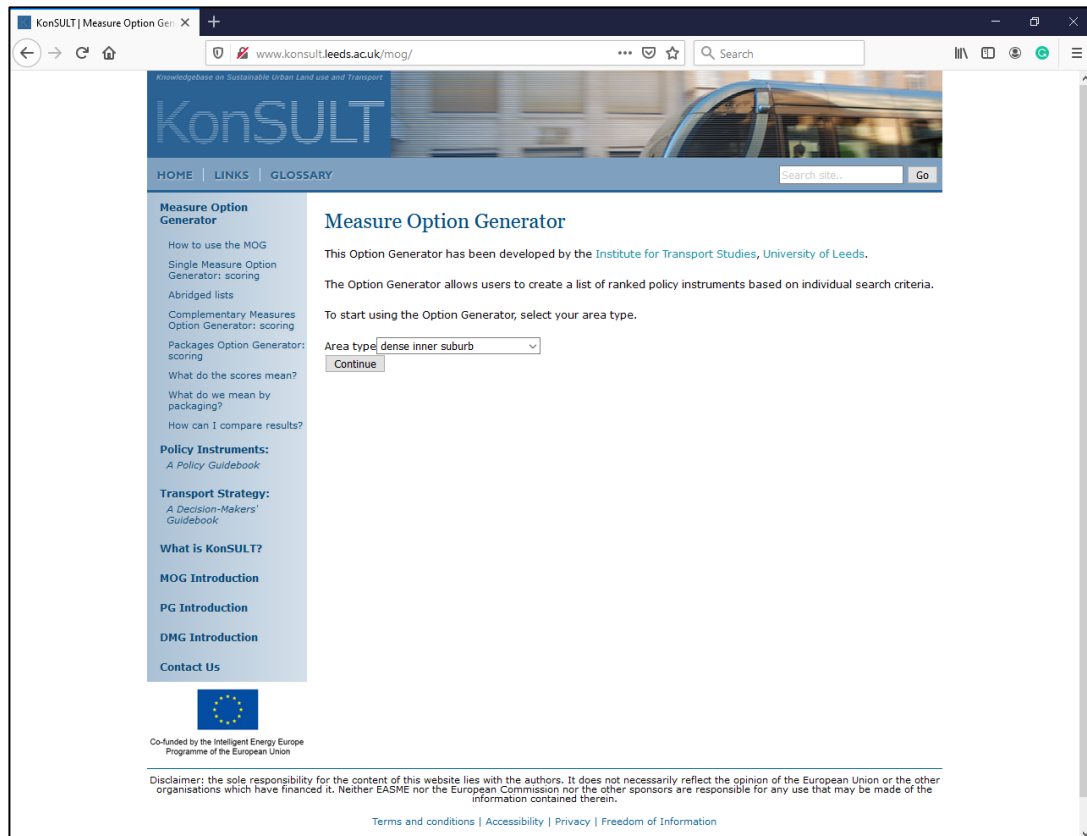 KonSULT | Measure Option Gen
www.konsult.leeds.ac.uk/mog/
Search
Knowledgebase on Sustainable Urban Land use and Transport
KonSULT
HOME | LINKS | GLOSSARY
Search site..
Go
Measure Option
Generator
How to use the MOG
Single Measure Option
Generator: scoring
Abridged lists
Complementary Measures
Option Generator: scoring
Packages Option Generator:
scoring
What do the scores mean?
What do we mean by
packaging?
How can I compare results?
Policy Instruments:
A Policy Guidebook
Transport Strategy:
A Decision-Makers'
Guidebook
What is KonSULT?
MOG Introduction
PG Introduction
DMG Introduction
Contact Us
Measure Option Generator
This Option Generator has been developed by the Institute for Transport Studies, University of Leeds.
The Option Generator allows users to create a list of ranked policy instruments based on individual search criteria.
To start using the Option Generator, select your area type.
Area type dense inner suburb
Continue
Co-funded by the Intelligent Energy Europe
Programme of the European Union
Disclaimer: the sole responsibility for the content of this website lies with the authors. It does not necessarily reflect the opinion of the European Union or the other
organisations which have financed it. Neither EASME nor the European Commission nor the other sponsors are responsible for any use that may be made of the
information contained therein.
Terms and conditions | Accessibility | Privacy | Freedom of Information